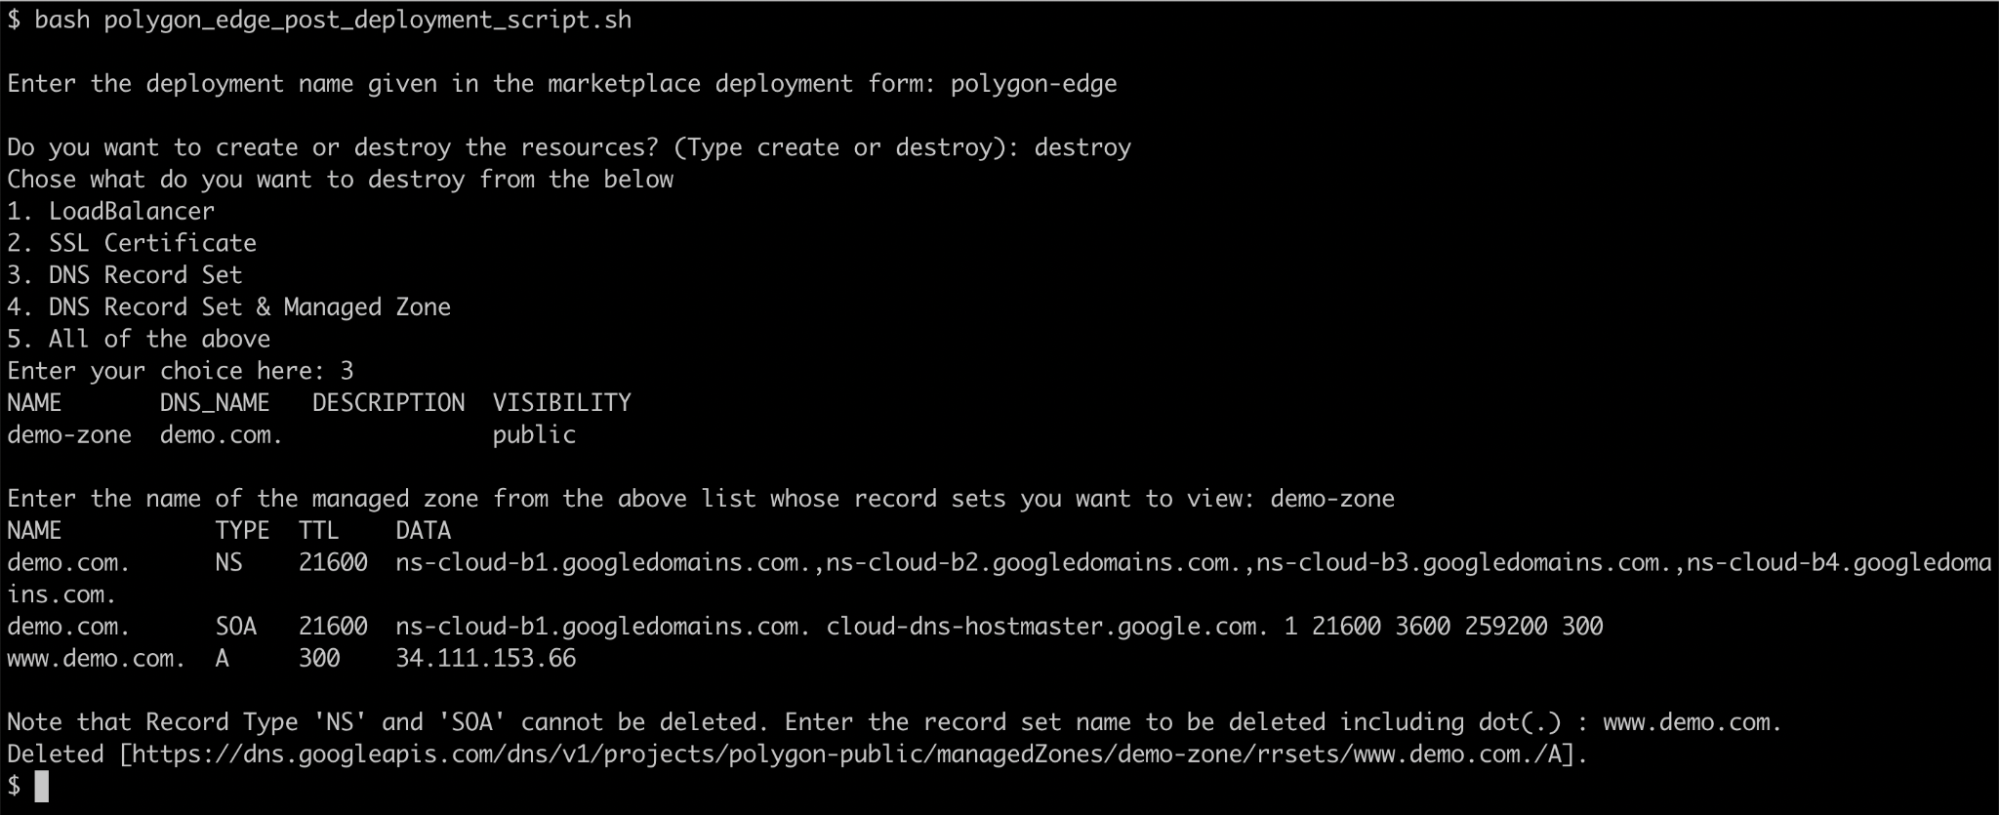 $ bash polygon_edge_post_deployment_script.sh
Enter the deployment name given in the marketplace deployment form: polygon-edge
Do you want to create or destroy the resources? (Type create or destroy): destroy
Chose what do you want to destroy from the below
1. LoadBalancer
2. SSL Certificate
3. DNS Record Set
4. DNS Record Set & Managed Zone
5. All of the above
Enter your choice here: 3
NAME       DNS_NAME   DESCRIPTION  VISIBILITY
demo-zone  demo.com.               public
Enter the name of the managed zone from the above list whose record sets you want to view: demo-zone
NAME           TYPE  TTL    DATA
demo.com.      NS    21600  ns-cloud-b1.googledomains.com.,ns-cloud-b2.googledomains.com.,ns-cloud-b3.googledomains.com.,ns-cloud-b4.googledoma
ins.com.
demo.com.      SOA   21600  ns-cloud-b1.googledomains.com. cloud-dns-hostmaster.google.com. 1 21600 3600 259200 300
www.demo.com.  A     300    34.111.153.66
Note that Record Type 'NS' and 'SOA' cannot be deleted. Enter the record set name to be deleted including dot(.) : www.demo.com.
Deleted [https://dns.googleapis.com/dns/v1/projects/polygon-public/managedZones/demo-zone/rrsets/www.demo.com./A].
$